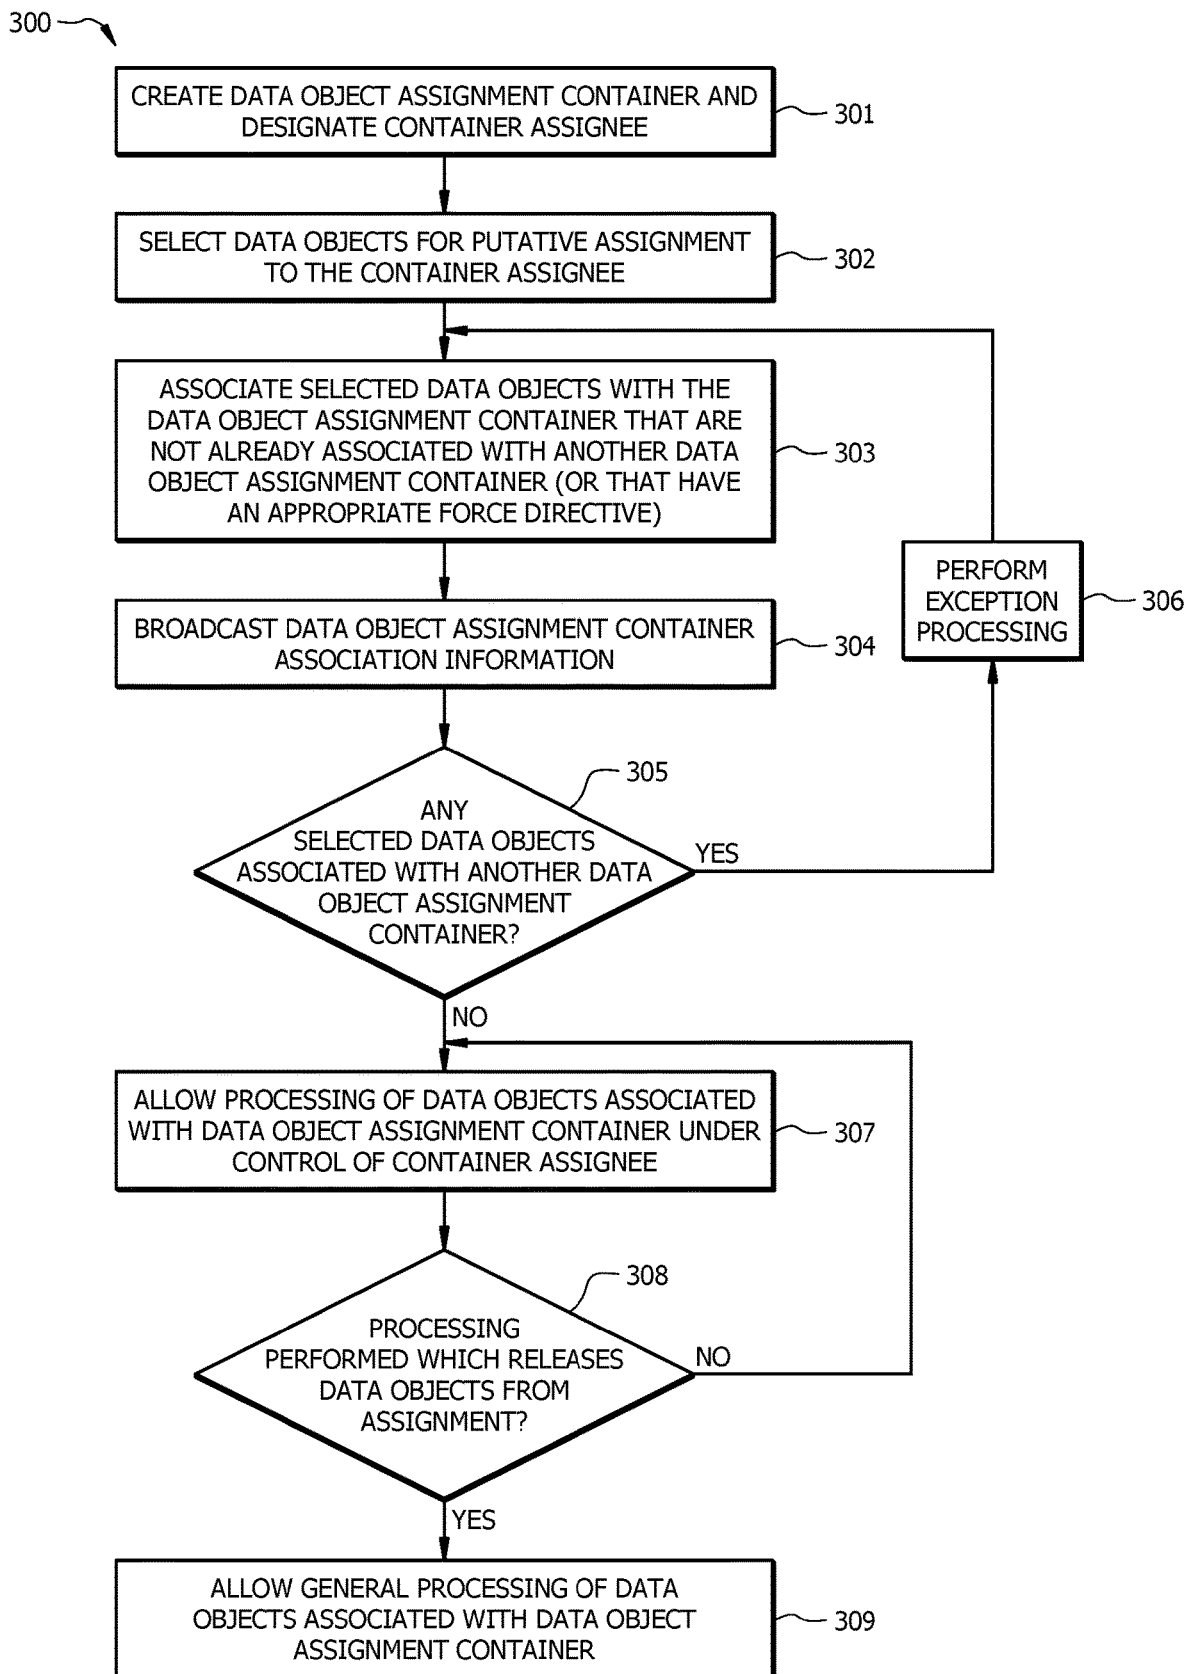 300
CREATE DATA OBJECT ASSIGNMENT CONTAINER AND
DESIGNATE CONTAINER ASSIGNEE
301
SELECT DATA OBJECTS FOR PUTATIVE ASSIGNMENT
TO THE CONTAINER ASSIGNEE
302
ASSOCIATE SELECTED DATA OBJECTS WITH THE
DATA OBJECT ASSIGNMENT CONTAINER THAT ARE
NOT ALREADY ASSOCIATED WITH ANOTHER DATA
OBJECT ASSIGNMENT CONTAINER (OR THAT HAVE
AN APPROPRIATE FORCE DIRECTIVE)
303
PERFORM
EXCEPTION
PROCESSING
306
BROADCAST DATA OBJECT ASSIGNMENT CONTAINER
ASSOCIATION INFORMATION
304
305
ANY
SELECTED DATA OBJECTS
ASSOCIATED WITH ANOTHER DATA
OBJECT ASSIGNMENT
CONTAINER?
YES
NO
ALLOW PROCESSING OF DATA OBJECTS ASSOCIATED
WITH DATA OBJECT ASSIGNMENT CONTAINER UNDER
CONTROL OF CONTAINER ASSIGNEE
307
308
PROCESSING
PERFORMED WHICH RELEASES
DATA OBJECTS FROM
ASSIGNMENT?
NO
YES
ALLOW GENERAL PROCESSING OF DATA
OBJECTS ASSOCIATED WITH DATA OBJECT
ASSIGNMENT CONTAINER
309